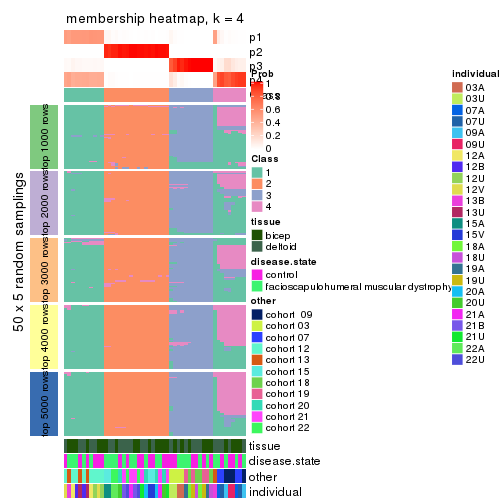 membership heatmap, k = 4
p1
p2
p3
p4
Prob
1
0.8
0.6
0.4
0.2
0
Class
Class
1
2
3
4
tissue
bicep
deltoid
disease.state
control
facioscapulohumeral muscular dystrophy
other
cohort 09
cohort 03
cohort 07
cohort 12
cohort 13
cohort 15
cohort 18
cohort 19
cohort 20
cohort 21
cohort 22
individual
03A
03U
07A
07U
09A
09U
12A
12B
12U
12V
13B
13U
15A
15V
18A
18U
19A
19U
20A
20U
21A
21B
21U
22A
22U
50 x 5 random samplings
top 1000 rows
top 2000 rows
top 3000 rows
top 4000 rows
top 5000 rows
tissue
disease.state
other
individual